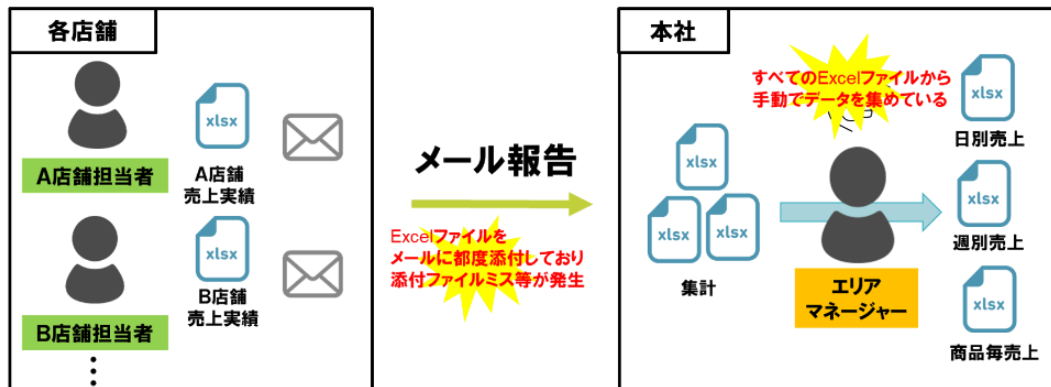 各店舗
xlsx
A店舗担当者
A店舗
売上実績
xlsx
B店舗担当者
B店舗
売上実績
メール報告
Excelファイルを
メールに都度添付しており
添付ファイルミス等が発生
本社
すべてのExcelファイルから
手動でデータを集めている
xlsx
xlsx
xlsx
集計
エリア
マネージャー
xlsx
日別売上
xlsx
週別売上
xlsx
商品毎売上